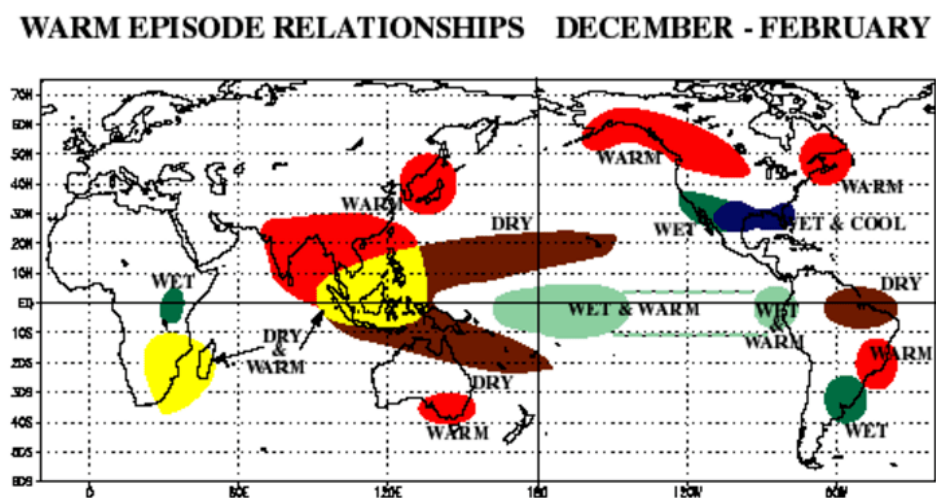 WARM EPISODE RELATIONSHIPS DECEMBER - FEBRUARY
70N
60N
50N
40N
30N
20N
10N
EQ
10S
20S
30S
40S
50S
60S
0
60E
120E
180
120W
60W
WARM
WARM
WARM
DRY
WET
WET & COOL
WET
DRY
WET & WARM
WET
&
WARM
DRY
&
WARM
WARM
DRY
WARM
WET